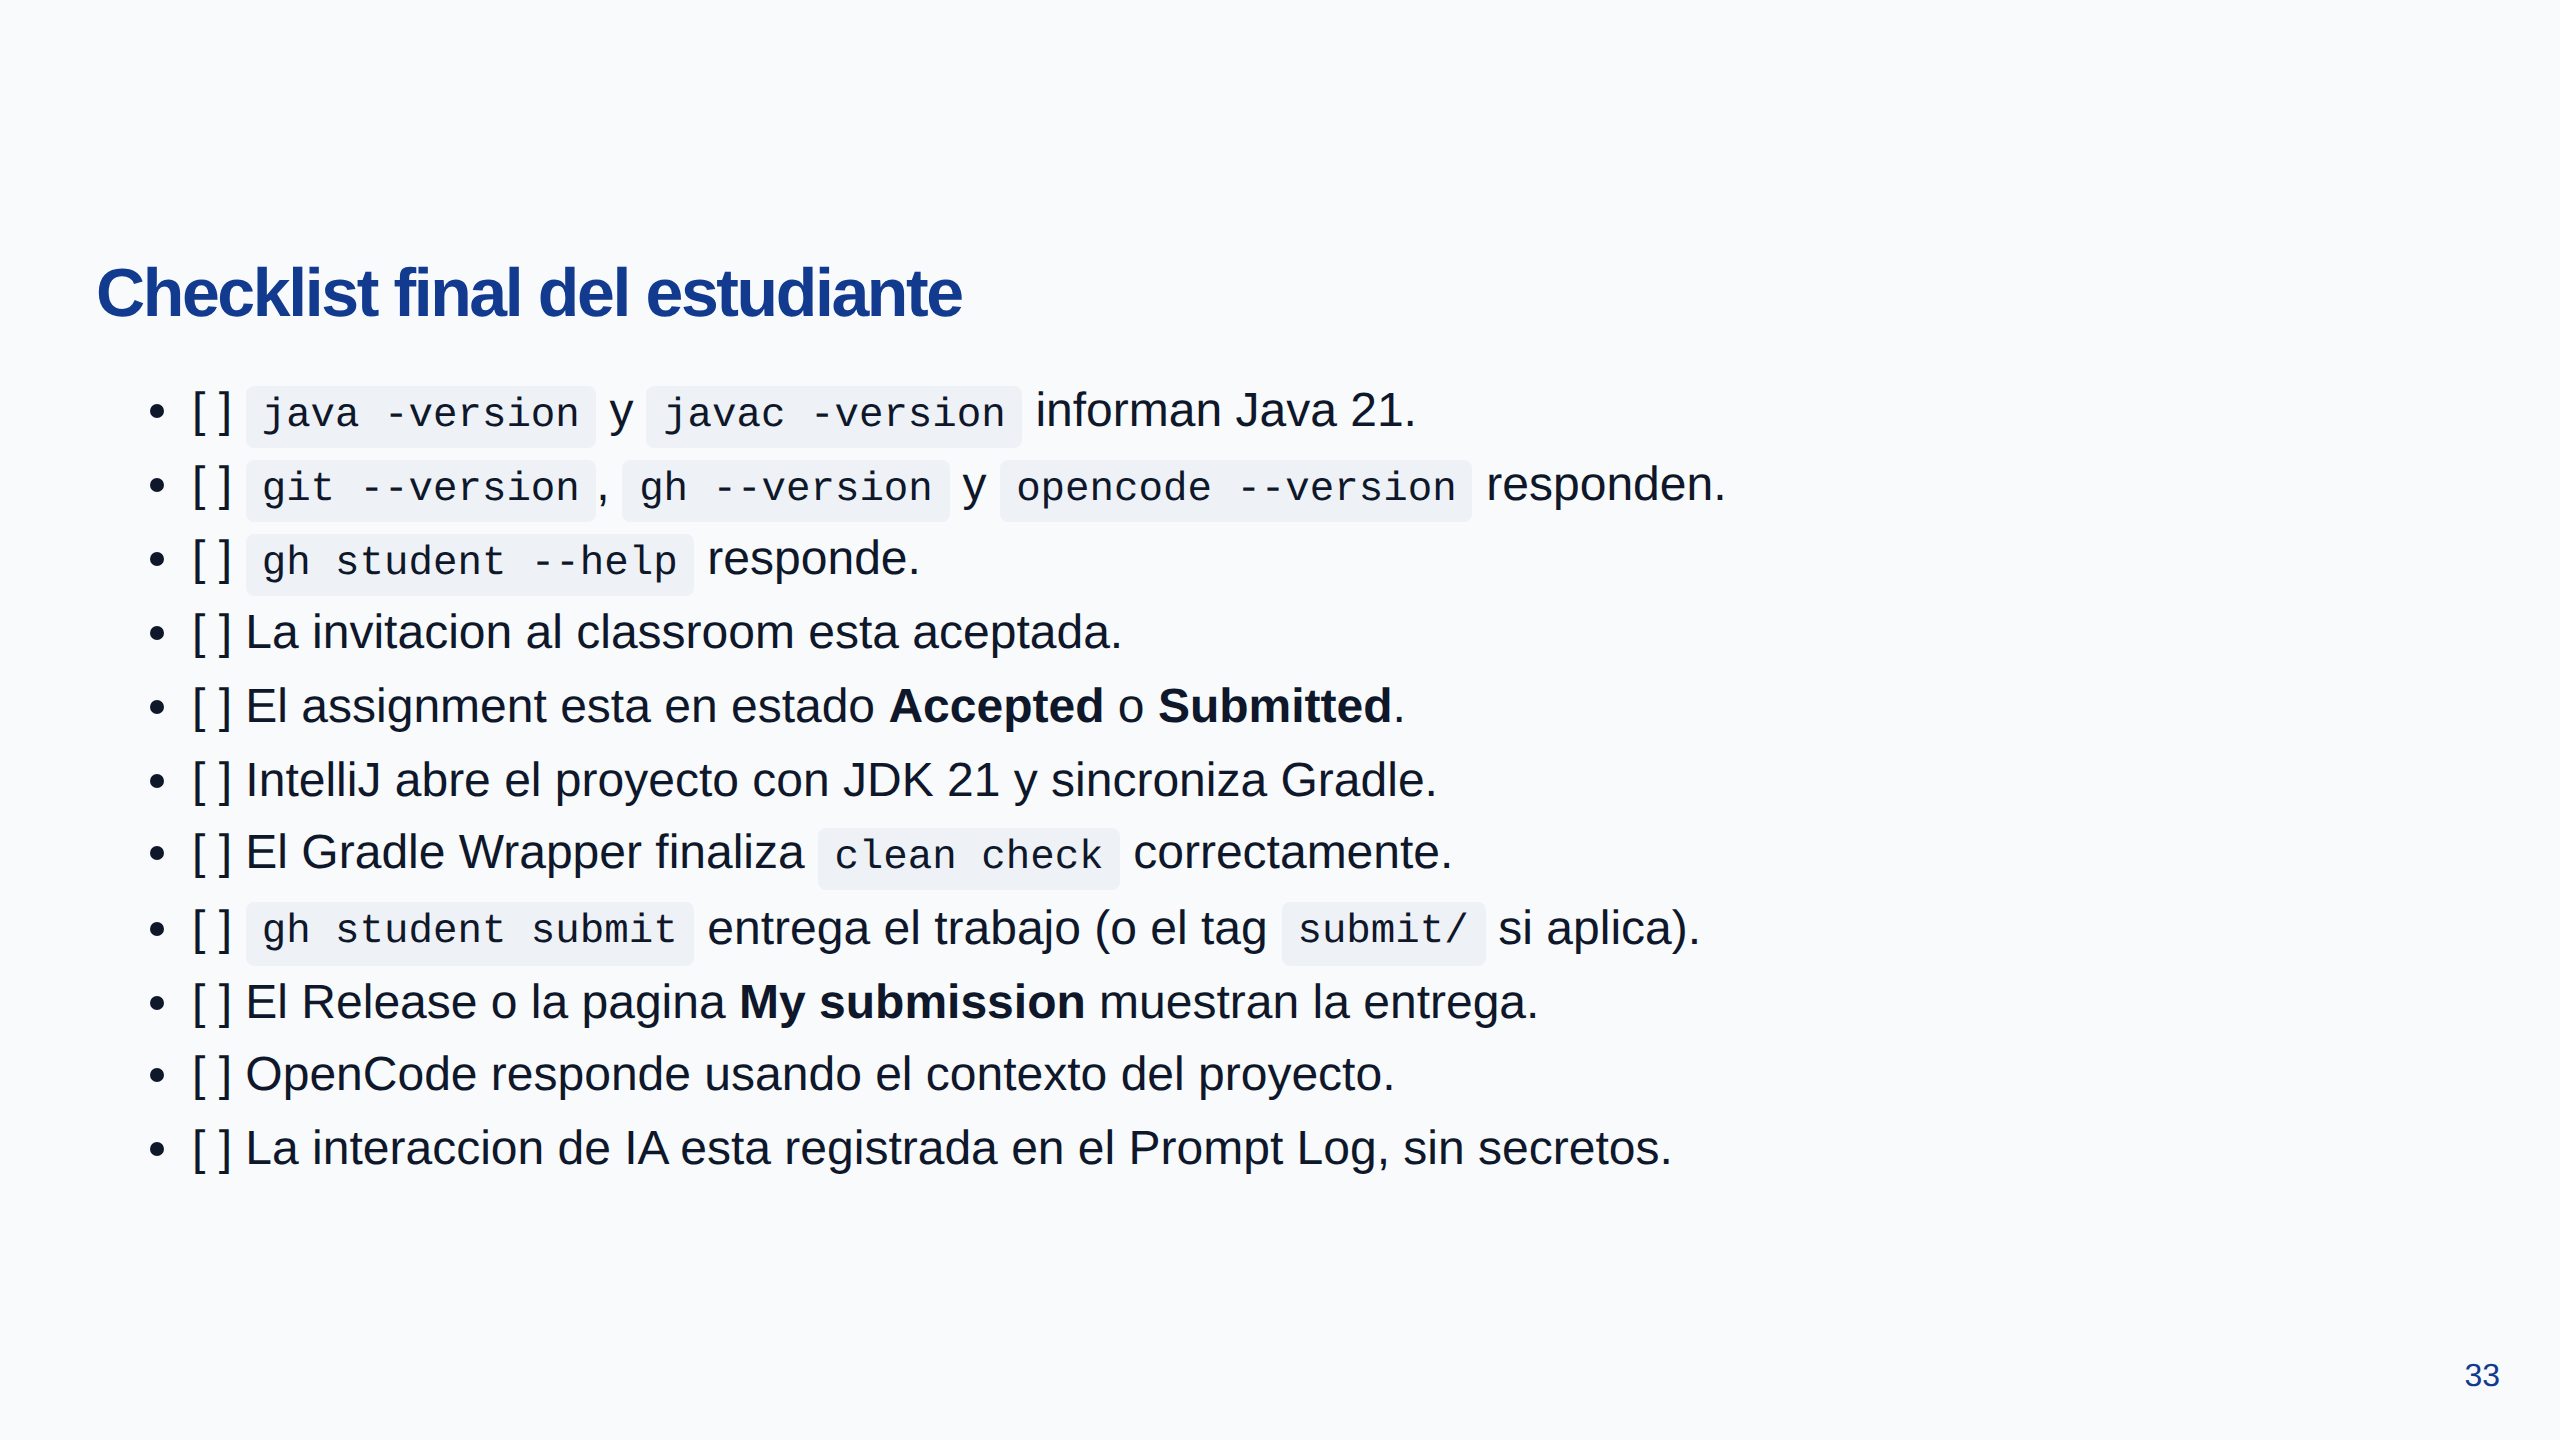 Checklist final del estudiante
• [ ] java -version y javac -version informan Java 21.
• [ ] git --version, gh --version y opencode --version responden.
• [ ] gh student --help responde.
• [ ] La invitacion al classroom esta aceptada.
• [ ] El assignment esta en estado Accepted o Submitted.
• [ ] IntelliJ abre el proyecto con JDK 21 y sincroniza Gradle.
• [ ] El Gradle Wrapper finaliza clean check correctamente.
• [ ] gh student submit entrega el trabajo (o el tag submit/ si aplica).
• [ ] El Release o la pagina My submission muestran la entrega.
• [ ] OpenCode responde usando el contexto del proyecto.
• [ ] La interaccion de IA esta registrada en el Prompt Log, sin secretos.
33